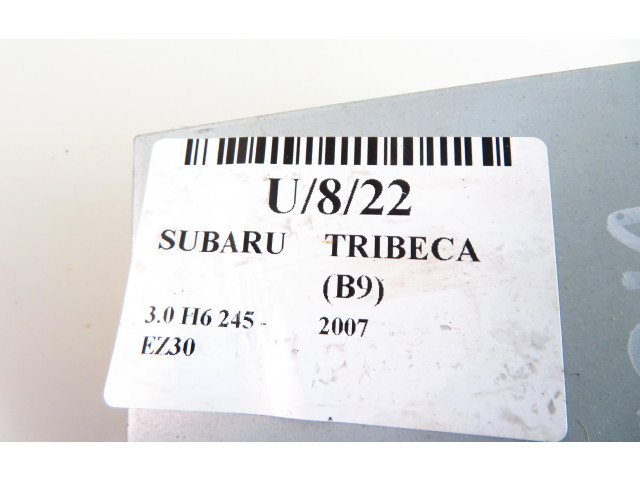 U/8/22
SUBARU TRIBECA
(B9)
3.0 H6 245 - 2007
EZ30